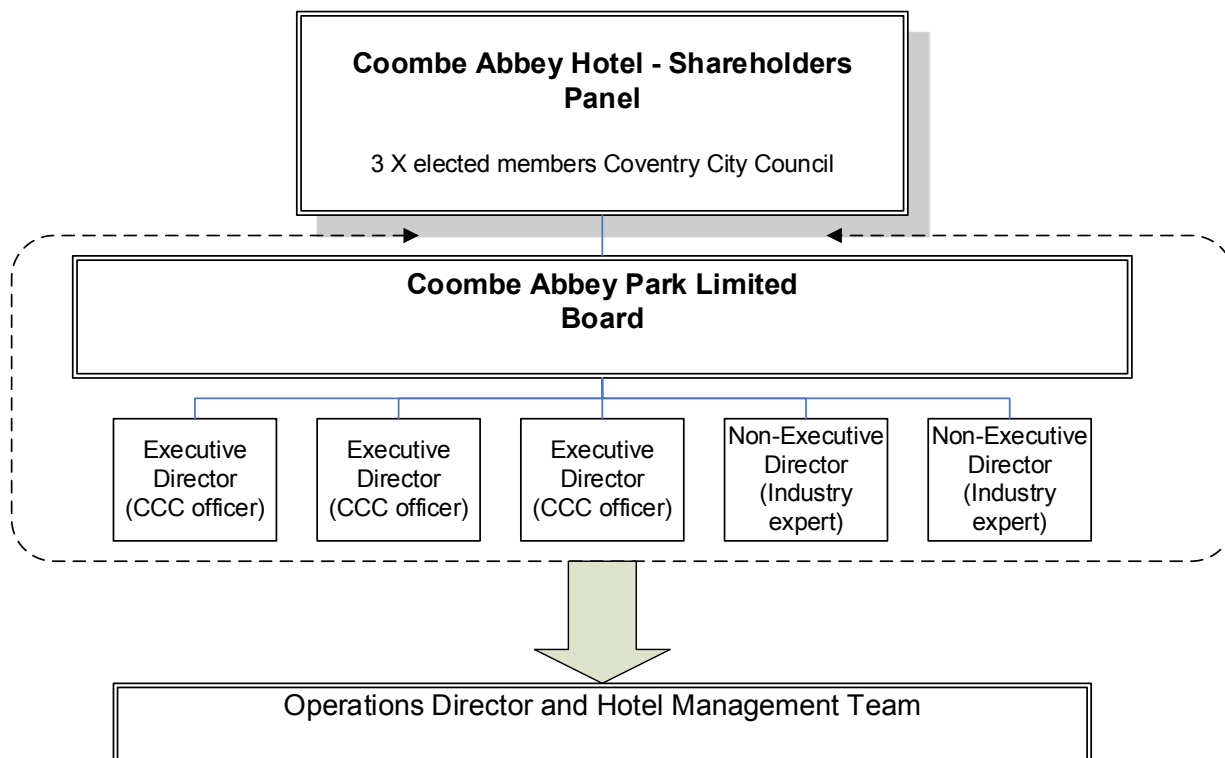 Coombe Abbey Hotel - Shareholders
Panel
3 X elected members Coventry City Council
Coombe Abbey Park Limited
Board
Executive
Director
(CCC officer)
Executive
Director
(CCC officer)
Executive
Director
(CCC officer)
Non-Executive
Director
(Industry
expert)
Non-Executive
Director
(Industry
expert)
Operations Director and Hotel Management Team